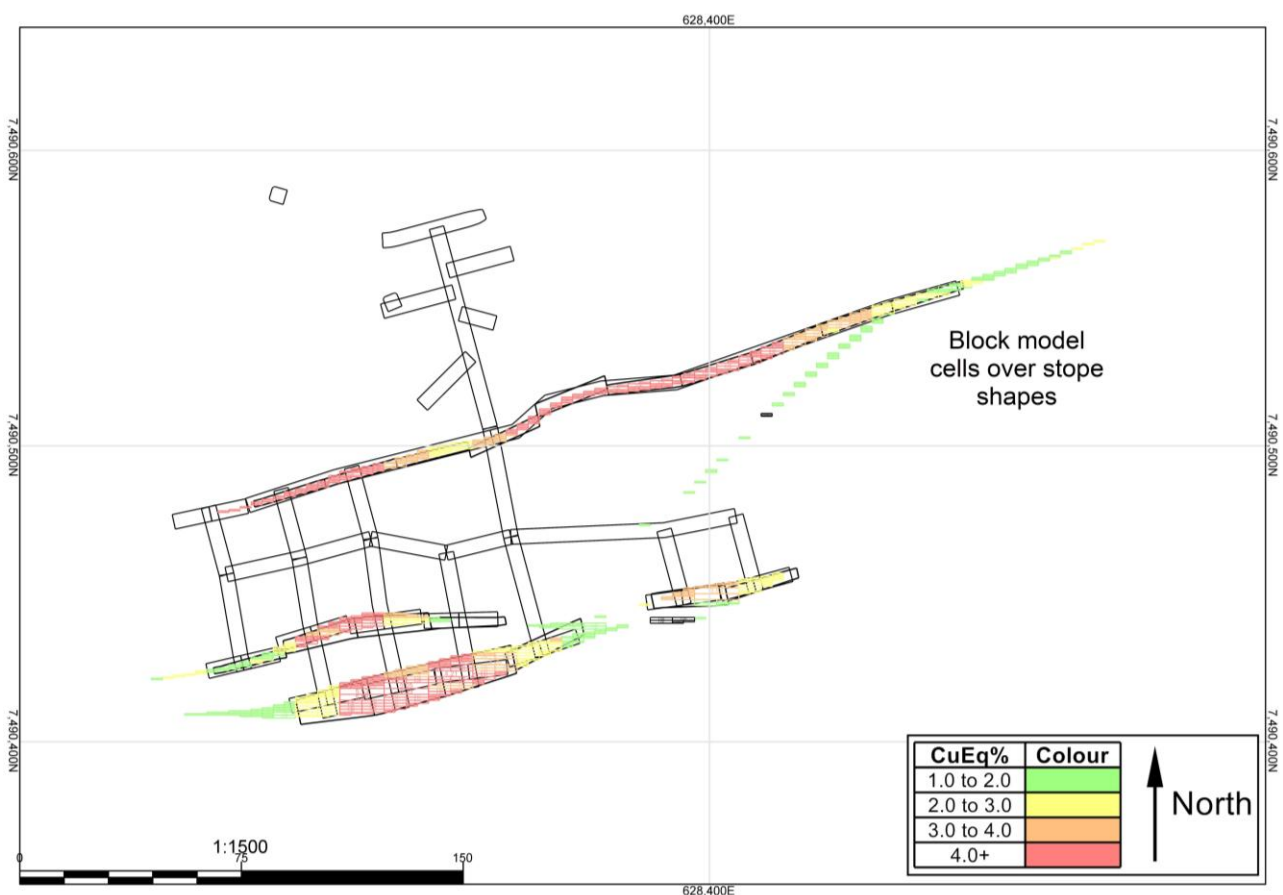 628,400E
7,490,600N
7,490,600N
Block model
cells over stope
shapes
7,490,500N
7,490,500N
7,490,400N
7,490,400N
CuEq% Colour
1.0 to 2.0
2.0 to 3.0
3.0 to 4.0
4.0+
North
1:1500
0 75 150
628,400E